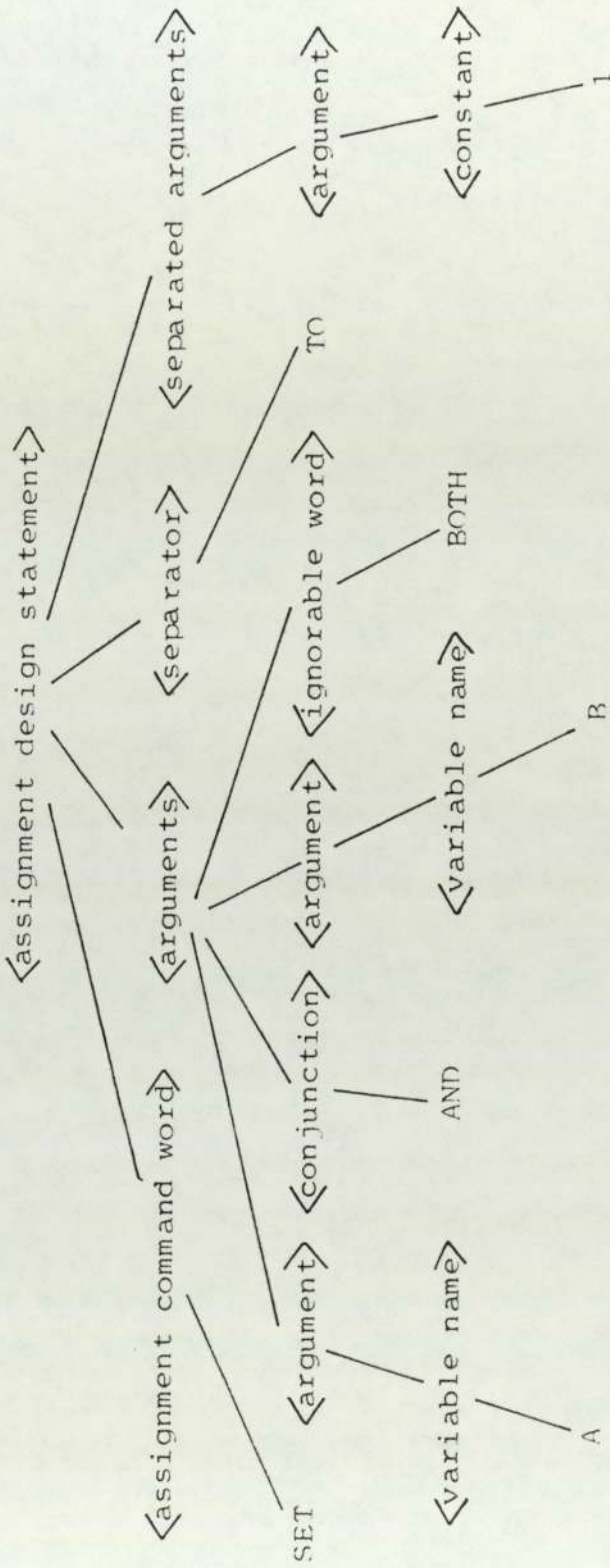 <assignment design statement>
<assignment command word> <arguments> <separator> <separated arguments>
SET <argument> <conjunction> <argument> <ignorable word> TO <argument>
<variable name> AND <variable name> BOTH <constant>
A B 1